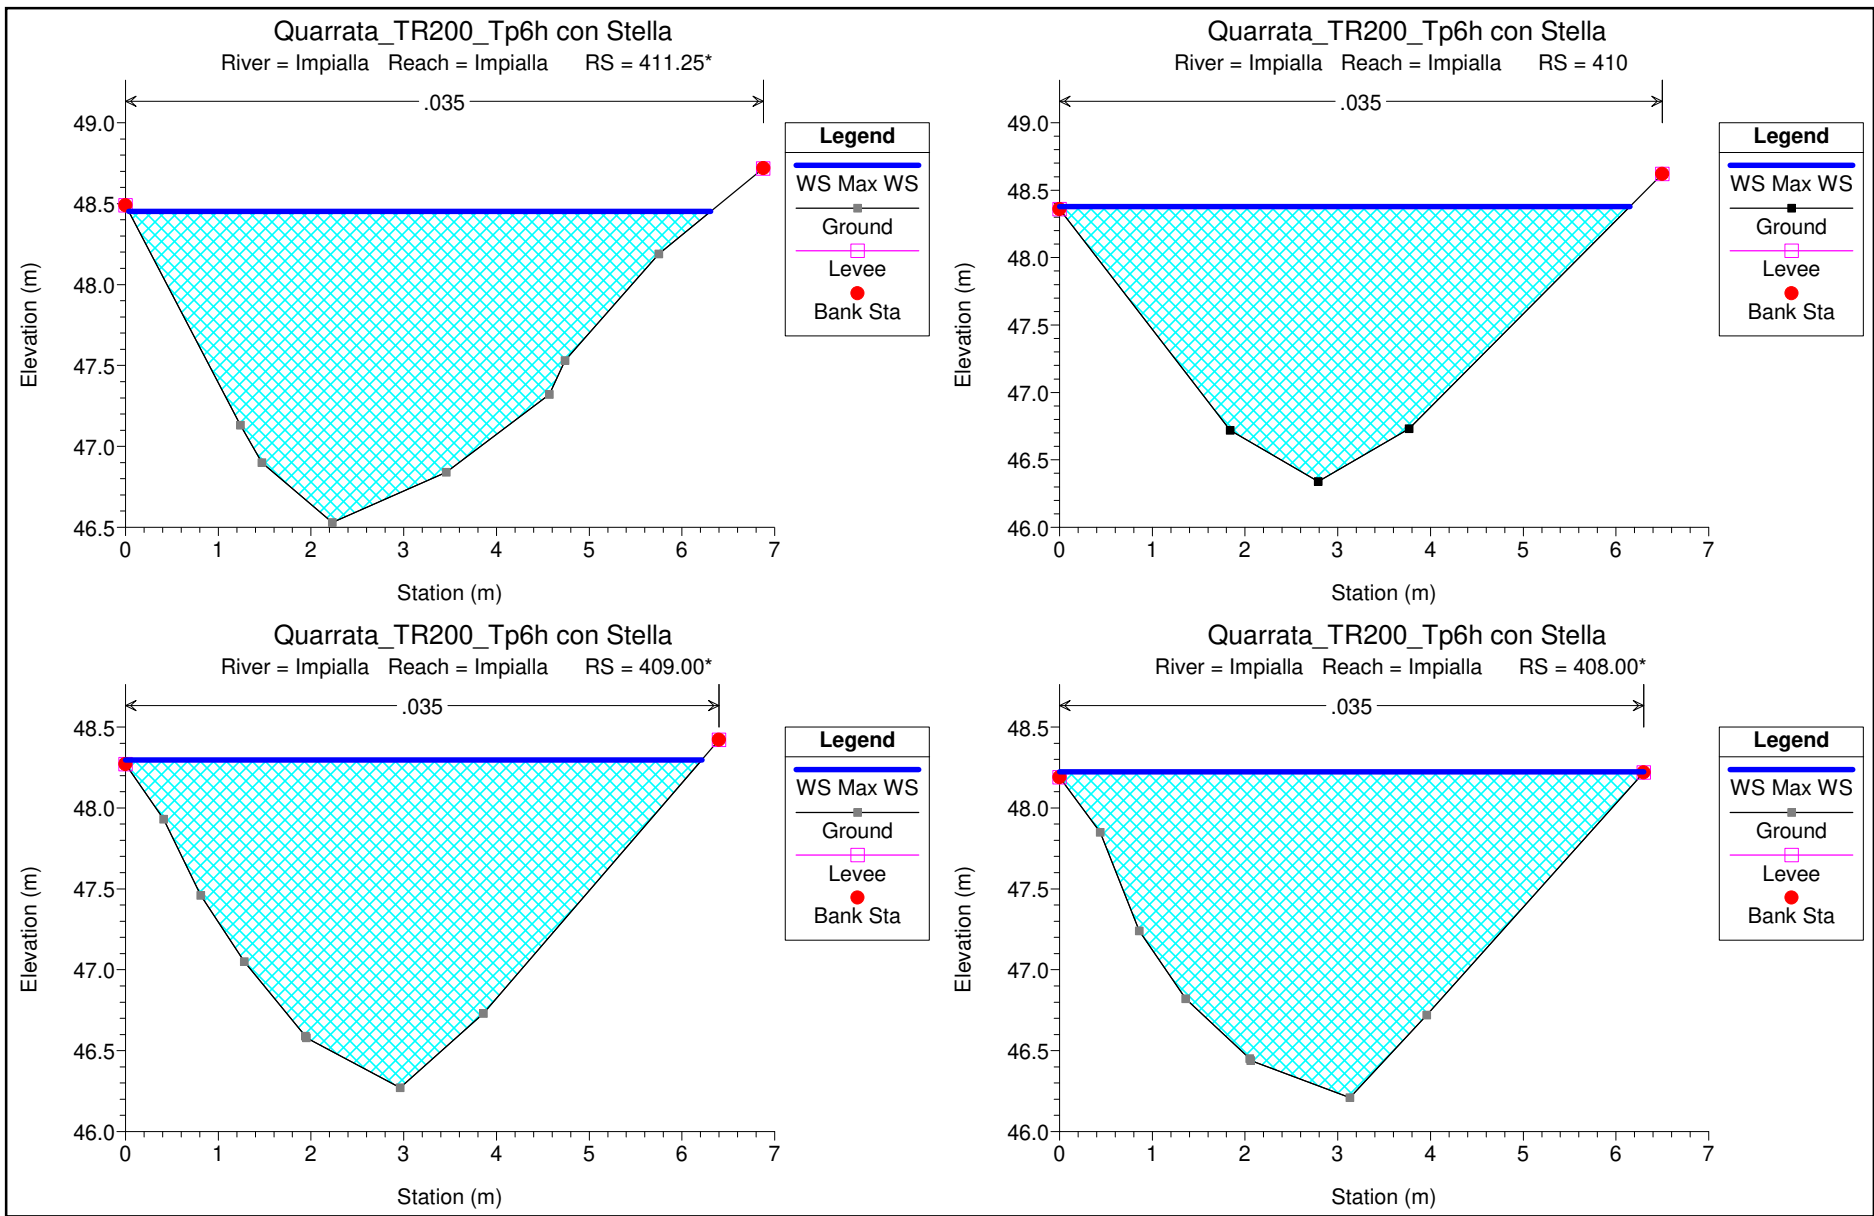 Quarrata_TR200_Tp6h con Stella
River = Impialla Reach = Impialla RS = 411.25*
.035
49.0
48.5
48.0
47.5
47.0
46.5
Elevation (m)
0 1 2 3 4 5 6 7
Station (m)
Legend
WS Max WS
Ground
Levee
Bank Sta
Quarrata_TR200_Tp6h con Stella
River = Impialla Reach = Impialla RS = 410
.035
49.0
48.5
48.0
47.5
47.0
46.5
46.0
Elevation (m)
0 1 2 3 4 5 6 7
Station (m)
Legend
WS Max WS
Ground
Levee
Bank Sta
Quarrata_TR200_Tp6h con Stella
River = Impialla Reach = Impialla RS = 409.00*
.035
48.5
48.0
47.5
47.0
46.5
46.0
Elevation (m)
0 1 2 3 4 5 6 7
Station (m)
Legend
WS Max WS
Ground
Levee
Bank Sta
Quarrata_TR200_Tp6h con Stella
River = Impialla Reach = Impialla RS = 408.00*
.035
48.5
48.0
47.5
47.0
46.5
46.0
Elevation (m)
0 1 2 3 4 5 6 7
Station (m)
Legend
WS Max WS
Ground
Levee
Bank Sta